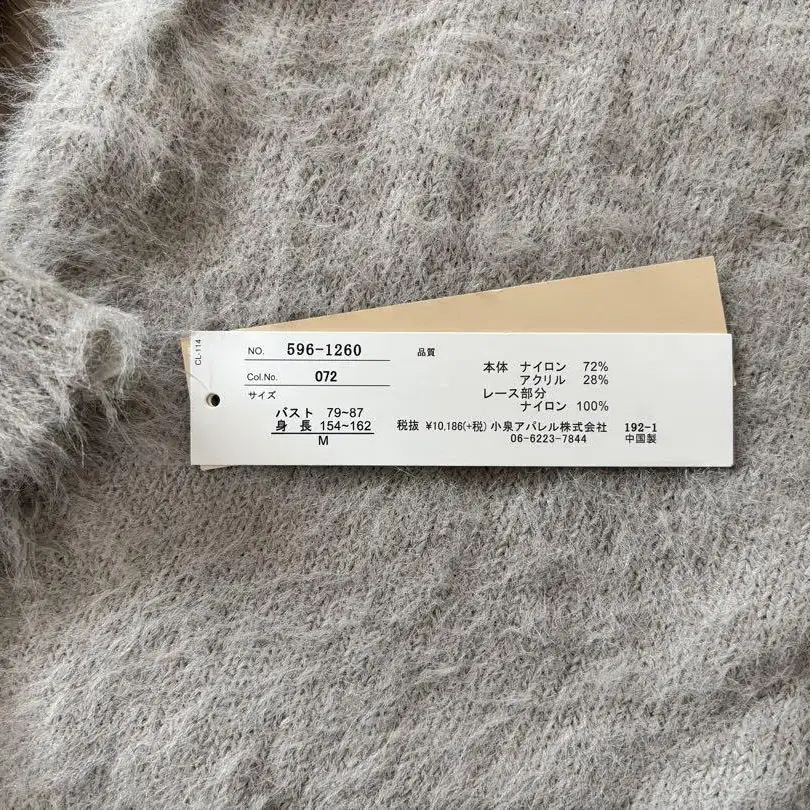 CL-114
NO. 596-1260
Col.No. 072
サイズ
バスト 79~87
身長 154~162
M
品質
本体 ナイロン 72%
アクリル 28%
レース部分
ナイロン 100%
税抜 ¥10,186(+税) 小泉アパレル株式会社 192-1
06-6223-7844 中国製